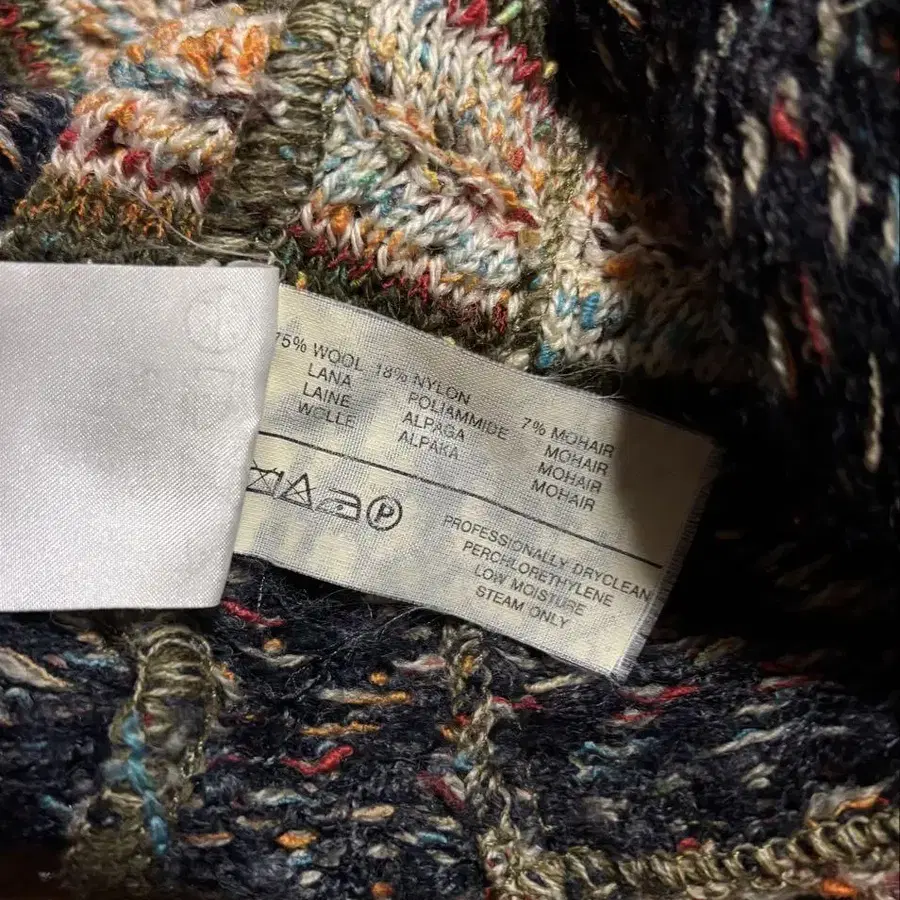 75% WOOL 18% NYLON 7% MOHAIR
LANA POLIAMMIDE MOHAIR
LAINE ALPAGA MOHAIR
WOLLE ALPAKA MOHAIR
P
PROFESSIONALLY DRYCLEAN
PERCHLORETHYLENE
LOW MOISTURE
STEAM ONLY